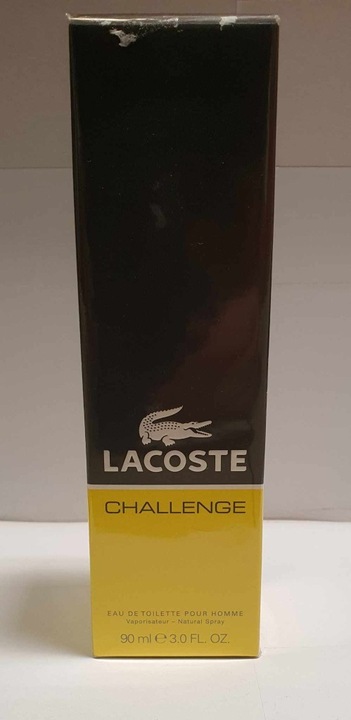 LACOSTE
CHALLENGE
EAU DE TOILETTE POUR HOMME
Vaporisateur - Natural Spray
90 ml ℮ 3.0 FL. OZ.